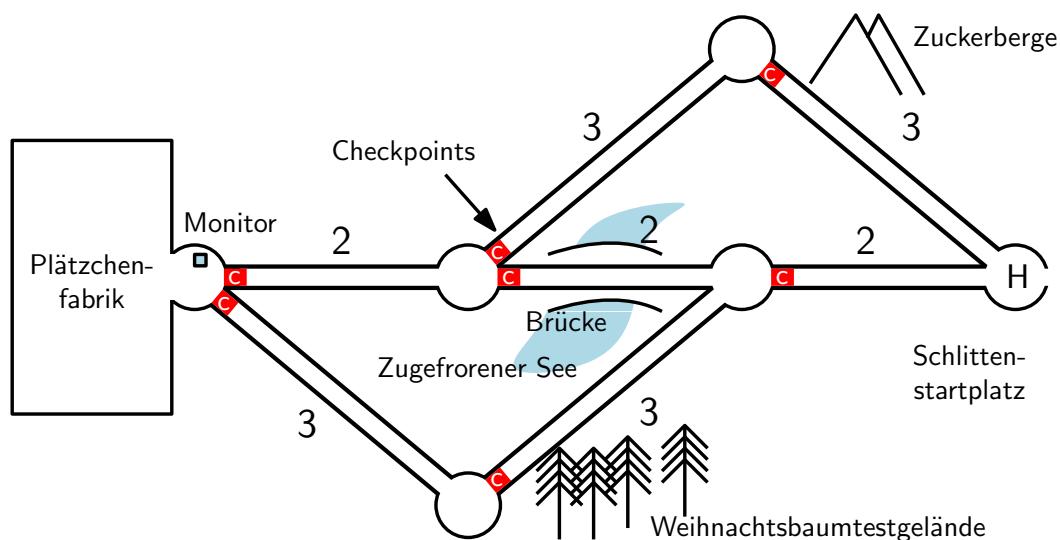 Zuckerberge
3
3
Checkpoints
C
Monitor
2
C
2
2
Plätzchen-
fabrik
C
C
C
H
C
Brücke
Zugefrorener See
Schlitten-
startplatz
3
3
C
Weihnachtsbaumtestgelände